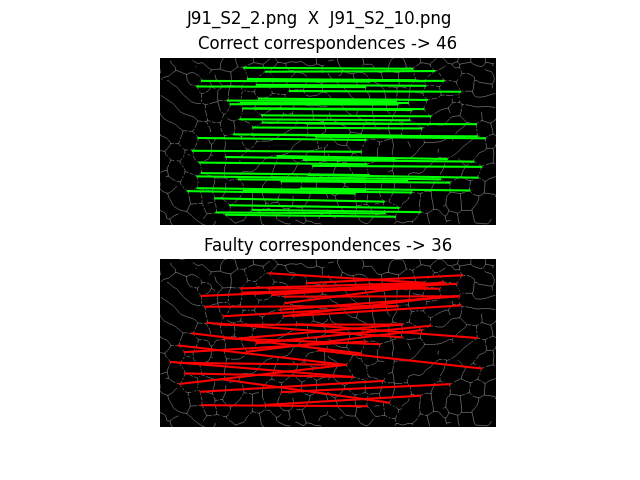 J91_S2_2.png  X  J91_S2_10.png
Correct correspondences -> 46
Faulty correspondences -> 36